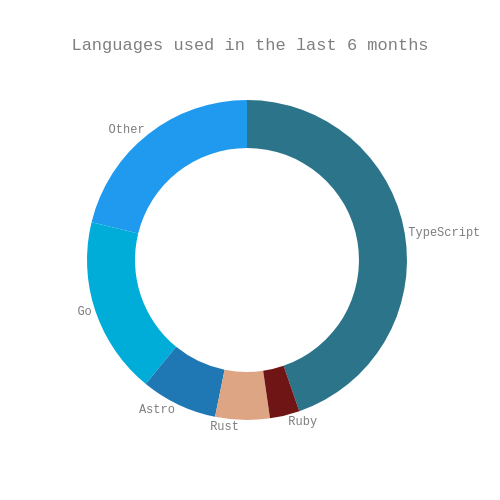 Languages used in the last 6 months
Other
TypeScript
Go
Astro
Rust
Ruby